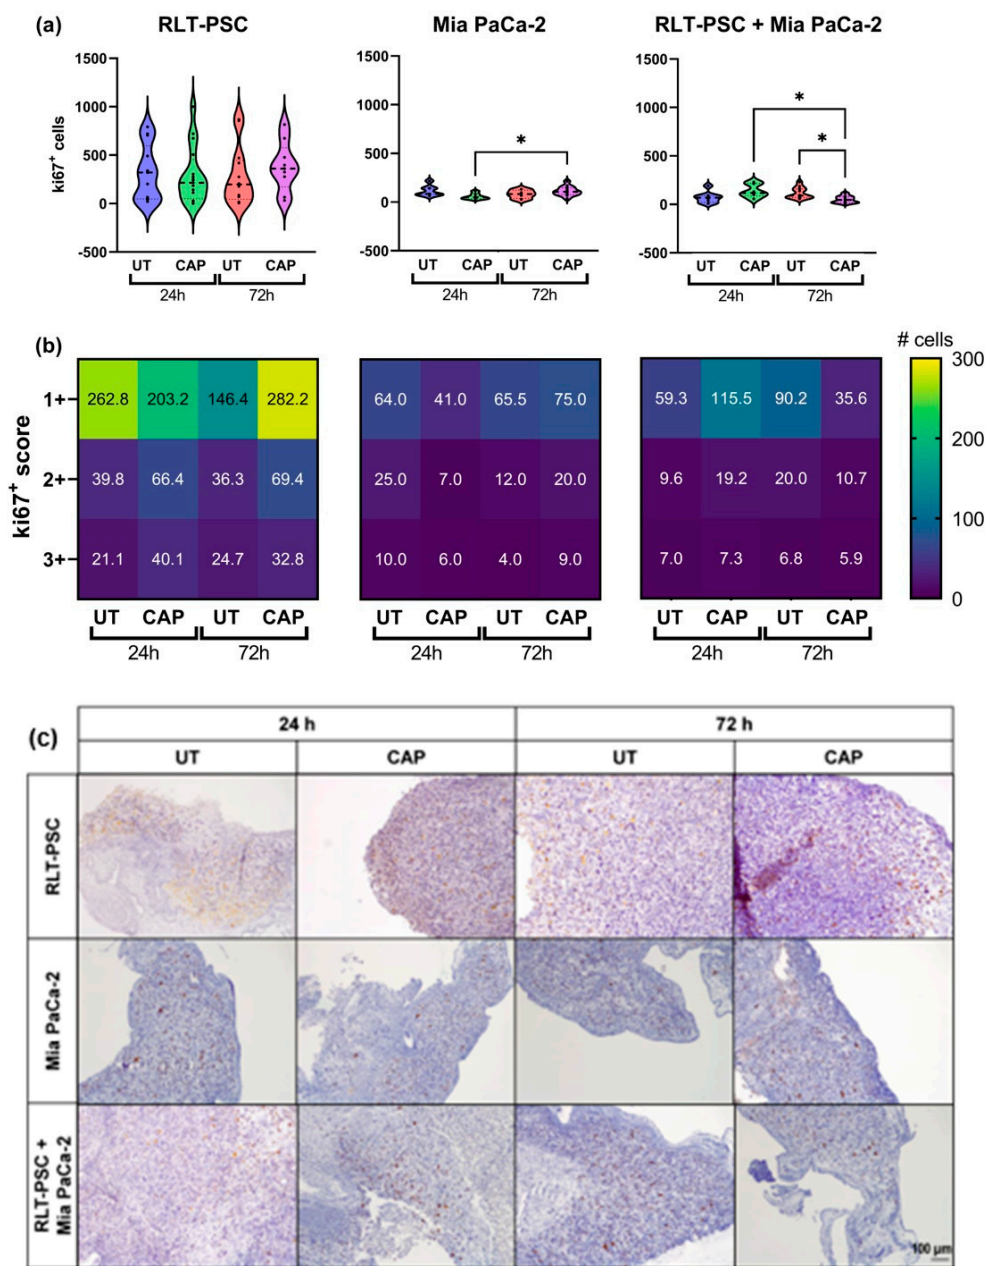 (a)
RLT-PSC
Mia PaCa-2
RLT-PSC + Mia PaCa-2
ki67⁺ cells
1500
1000
500
0
-500
UT CAP UT CAP
24h 72h
1500
1000
500
0
-500
*
UT CAP UT CAP
24h 72h
1500
1000
500
0
-500
*
*
UT CAP UT CAP
24h 72h
(b)
# cells
ki67⁺ score
1+
2+
3+
262.8 203.2 146.4 282.2
39.8 66.4 36.3 69.4
21.1 40.1 24.7 32.8
UT CAP UT CAP
24h 72h
64.0 41.0 65.5 75.0
25.0 7.0 12.0 20.0
10.0 6.0 4.0 9.0
UT CAP UT CAP
24h 72h
59.3 115.5 90.2 35.6
9.6 19.2 20.0 10.7
7.0 7.3 6.8 5.9
UT CAP UT CAP
24h 72h
300
200
100
0
(c)
24 h 72 h
UT CAP UT CAP
RLT-PSC
Mia PaCa-2
RLT-PSC +
Mia PaCa-2
100 µm